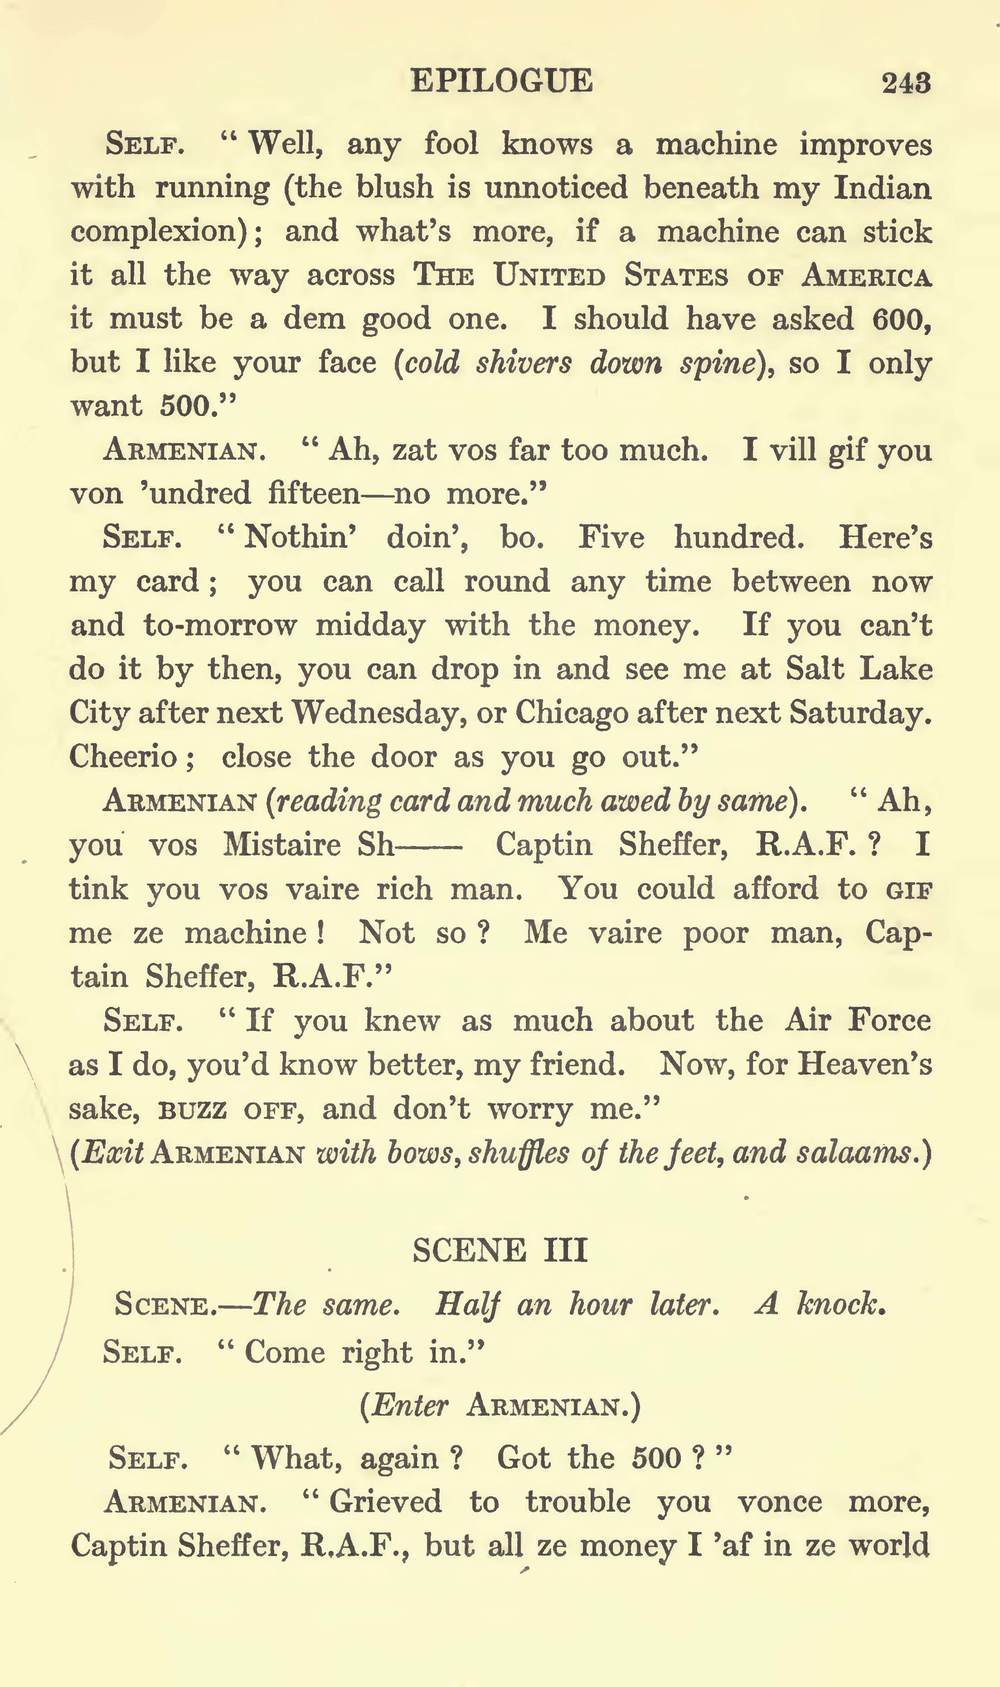 EPILOGUE 243
SELF. “ Well, any fool knows a machine improves
with running (the blush is unnoticed beneath my Indian
complexion) ; and what’s more, if a machine can stick
it all the way across THE UNITED STATES OF AMERICA
it must be a dem good one. I should have asked 600,
but I like your face (cold shivers down spine), so I only
want 500.”
ARMENIAN. “ Ah, zat vos far too much. I vill gif you
von ’undred fifteen—no more.”
SELF. “ Nothin’ doin’, bo. Five hundred. Here’s
my card ; you can call round any time between now
and to-morrow midday with the money. If you can’t
do it by then, you can drop in and see me at Salt Lake
City after next Wednesday, or Chicago after next Saturday.
Cheerio ; close the door as you go out.”
ARMENIAN (reading card and much awed by same). “ Ah,
you vos Mistaire Sh—— Captin Sheffer, R.A.F. ? I
tink you vos vaire rich man. You could afford to GIF
me ze machine ! Not so ? Me vaire poor man, Cap-
tain Sheffer, R.A.F.”
SELF. “ If you knew as much about the Air Force
as I do, you’d know better, my friend. Now, for Heaven’s
sake, BUZZ OFF, and don’t worry me.”
(Exit ARMENIAN with bows, shuffles of the feet, and salaams.)
SCENE III
SCENE.—The same. Half an hour later. A knock.
SELF. “ Come right in.”
(Enter ARMENIAN.)
SELF. “ What, again ? Got the 500 ? ”
ARMENIAN. “ Grieved to trouble you vonce more,
Captin Sheffer, R.A.F., but all ze money I ’af in ze world